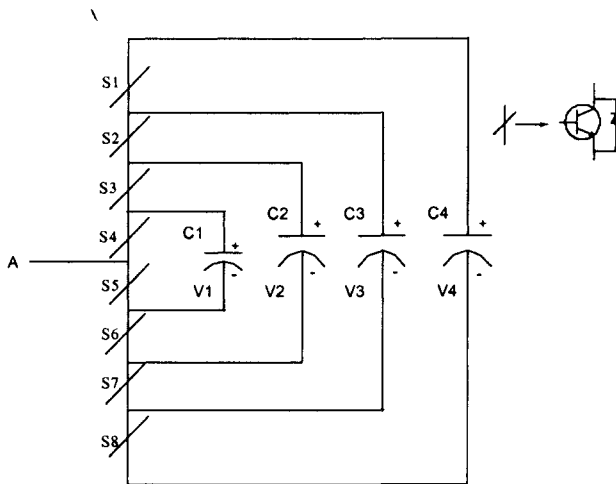 S1
S2
S3
S4
C1
C2
C3
C4
+
+
+
+
A
S5
-
-
-
-
V1
V2
V3
V4
S6
S7
S8